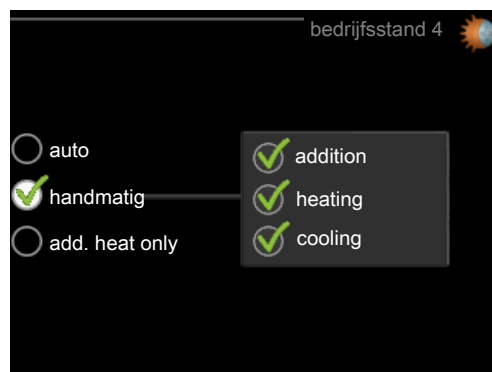 bedrijfsstand 4
auto
handmatig
add. heat only
addition
heating
cooling